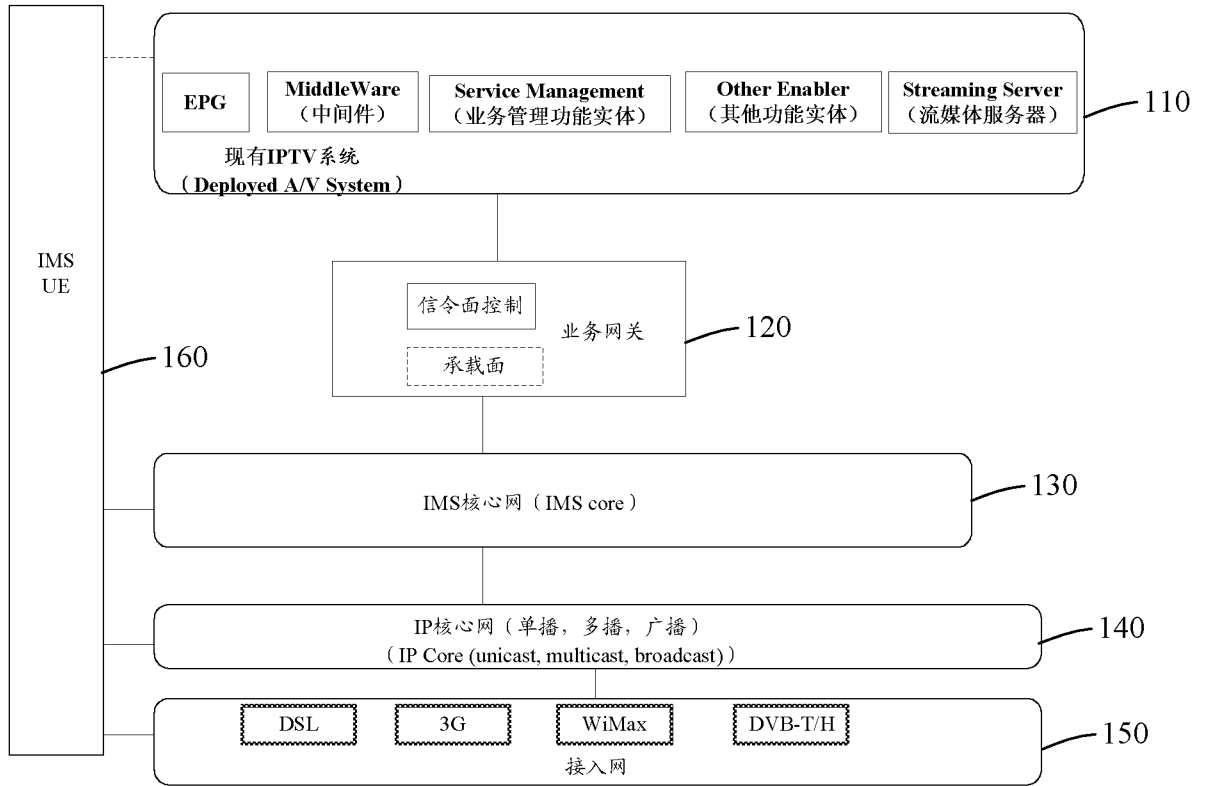 EPG
MiddleWare
（中间件）
Service Management
（业务管理功能实体）
Other Enabler
（其他功能实体）
Streaming Server
（流媒体服务器）
110
现有IPTV系统
（Deployed A/V System）
IMS
UE
160
信令面控制
承载面
业务网关
120
IMS核心网（IMS core）
130
IP核心网（单播，多播，广播）
（IP Core (unicast, multicast, broadcast)）
140
DSL
3G
WiMax
DVB-T/H
接入网
150